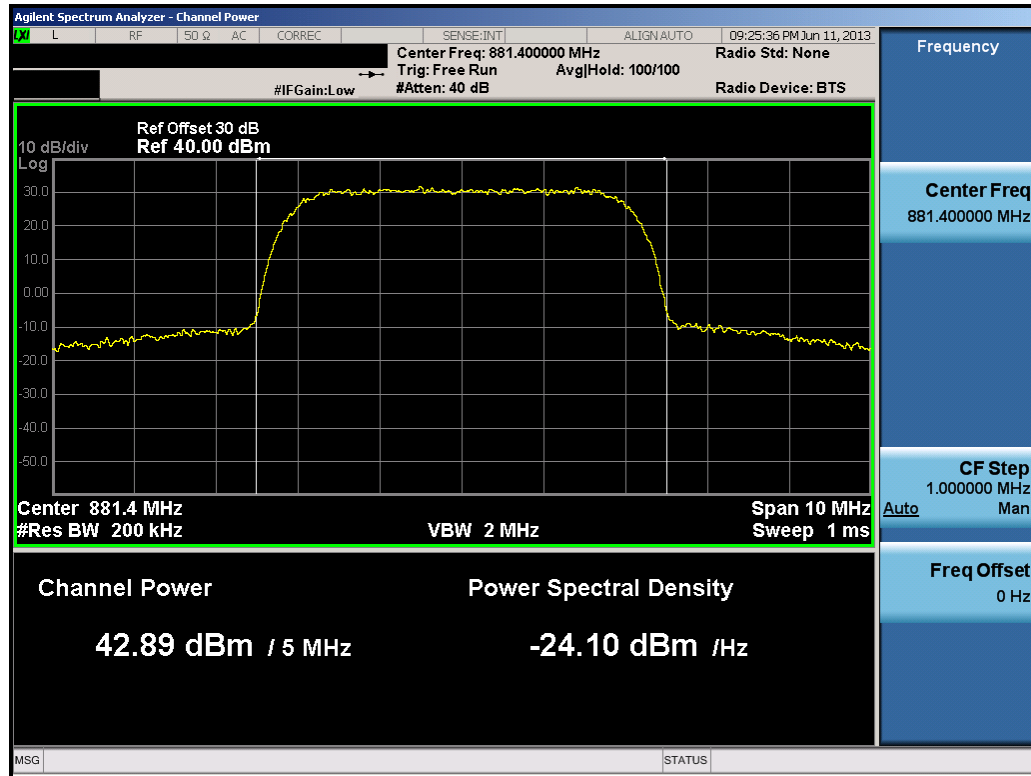 Agilent Spectrum Analyzer - Channel Power
LXI L RF 50 Ω AC CORREC SENSE:INT ALIGN AUTO 09:25:36 PM Jun 11, 2013
Center Freq: 881.400000 MHz Radio Std: None
Trig: Free Run Avg|Hold: 100/100
#IFGain:Low #Atten: 40 dB Radio Device: BTS
Ref Offset 30 dB
10 dB/div Ref 40.00 dBm
Log
30.0
20.0
10.0
0.00
-10.0
-20.0
-30.0
-40.0
-50.0
Center 881.4 MHz Span 10 MHz
#Res BW 200 kHz VBW 2 MHz Sweep 1 ms
Channel Power Power Spectral Density
42.89 dBm / 5 MHz -24.10 dBm /Hz
Frequency
Center Freq
881.400000 MHz
CF Step
1.000000 MHz
Auto Man
Freq Offset
0 Hz
MSG STATUS